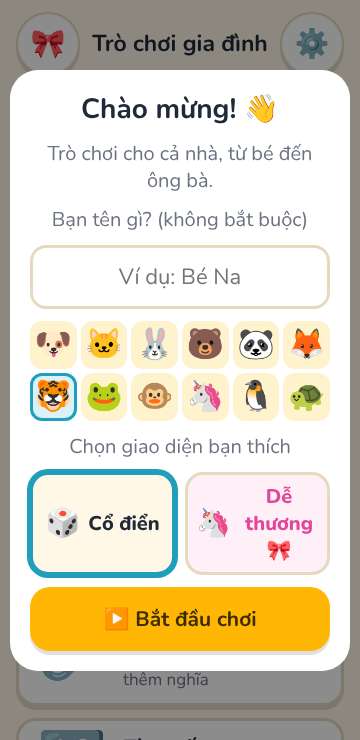 Trò chơi gia đình
Chào mừng! 👋
Trò chơi cho cả nhà, từ bé đến
ông bà.
Bạn tên gì? (không bắt buộc)
Ví dụ: Bé Na
Chọn giao diện bạn thích
Cổ điển
Dễ
thương
🎀
▶️ Bắt đầu chơi
thêm nghĩa